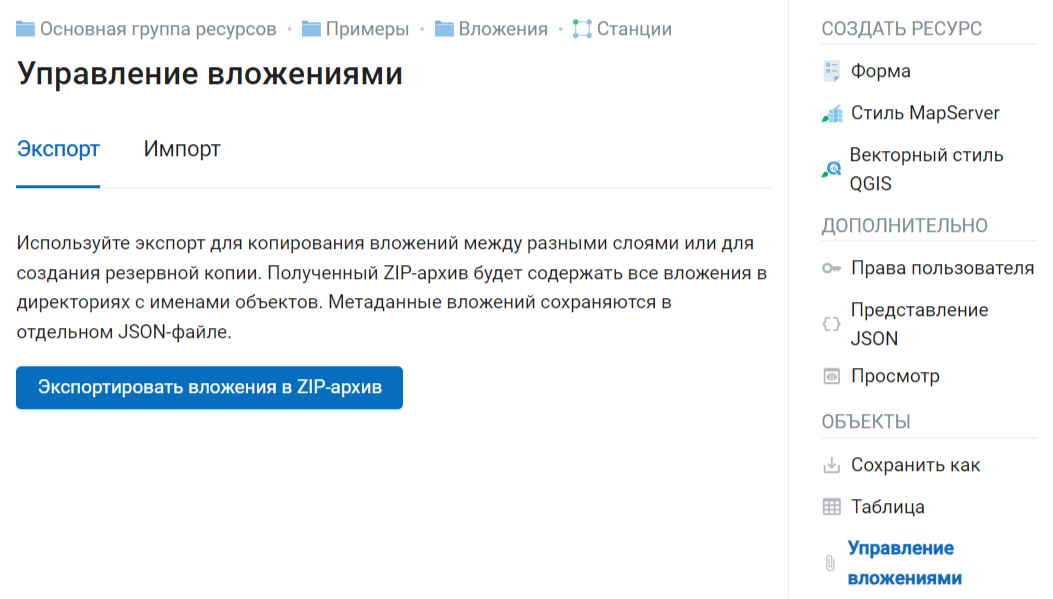 Основная группа ресурсов • Примеры • Вложения • Станции
Управление вложениями
Экспорт Импорт
Используйте экспорт для копирования вложений между разными слоями или для
создания резервной копии. Полученный ZIP-архив будет содержать все вложения в
директориях с именами объектов. Метаданные вложений сохраняются в
отдельном JSON-файле.
Экспортировать вложения в ZIP-архив
СОЗДАТЬ РЕСУРС
Форма
Стиль MapServer
Векторный стиль
QGIS
ДОПОЛНИТЕЛЬНО
Права пользователя
Представление
JSON
Просмотр
ОБЪЕКТЫ
Сохранить как
Таблица
Управление
вложениями